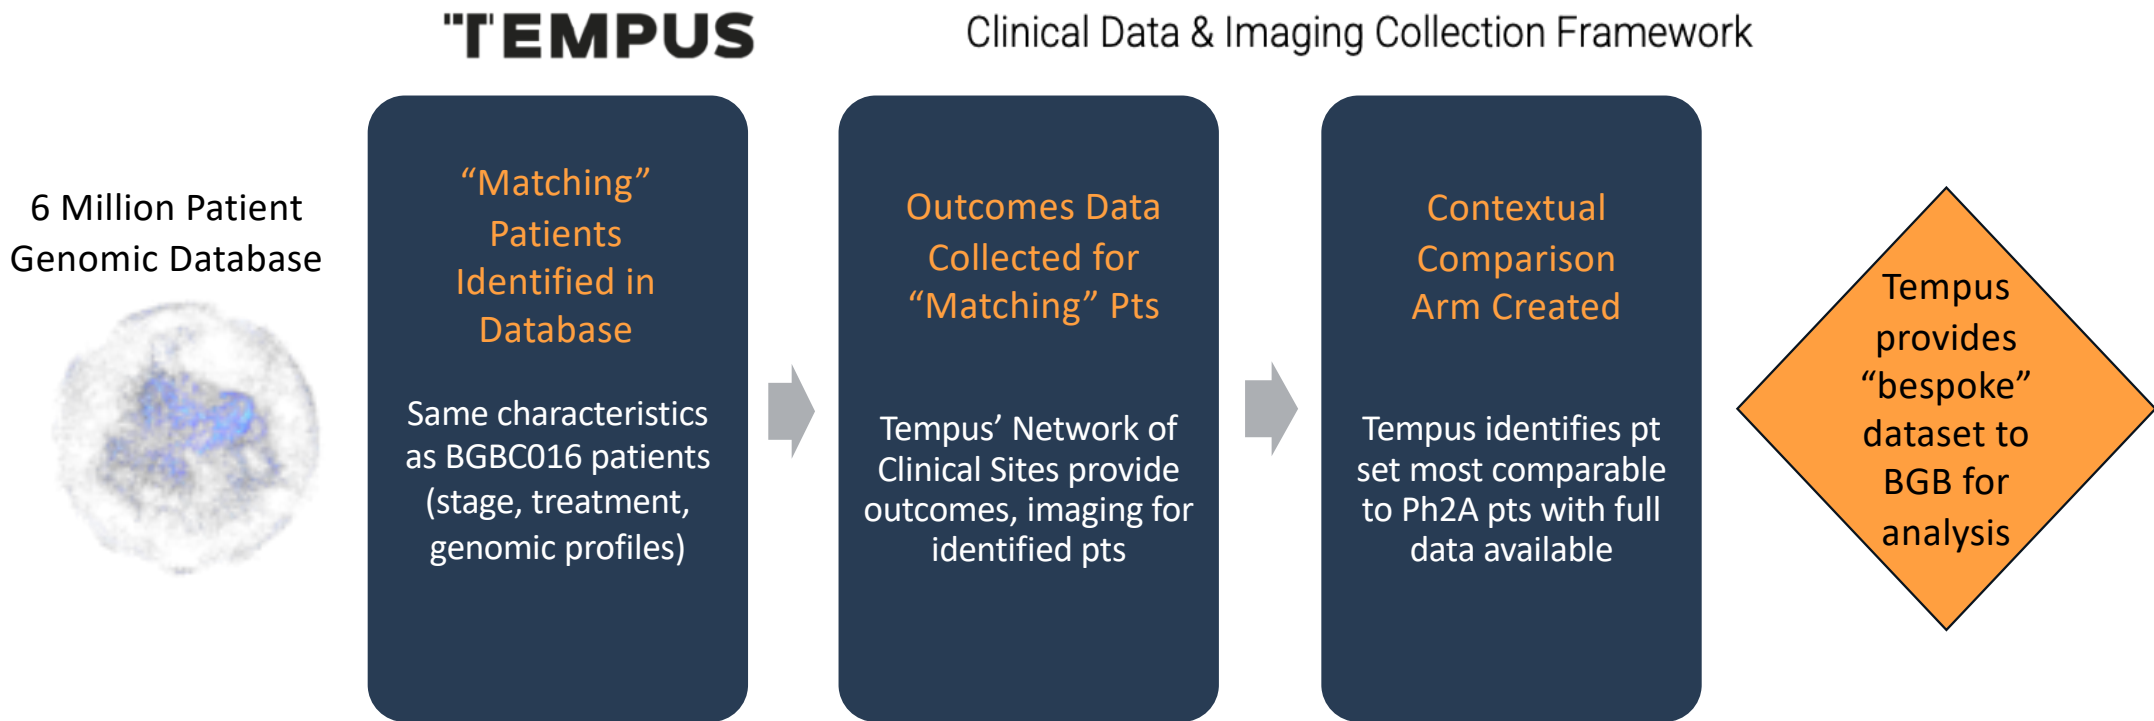 TEMPUS
Clinical Data & Imaging Collection Framework
6 Million Patient
Genomic Database
“Matching”
Patients
Identified in
Database
Same characteristics
as BGBC016 patients
(stage, treatment,
genomic profiles)
Outcomes Data
Collected for
“Matching” Pts
Tempus’ Network of
Clinical Sites provide
outcomes, imaging for
identified pts
Contextual
Comparison
Arm Created
Tempus identifies pt
set most comparable
to Ph2A pts with full
data available
Tempus
provides
“bespoke”
dataset to
BGB for
analysis